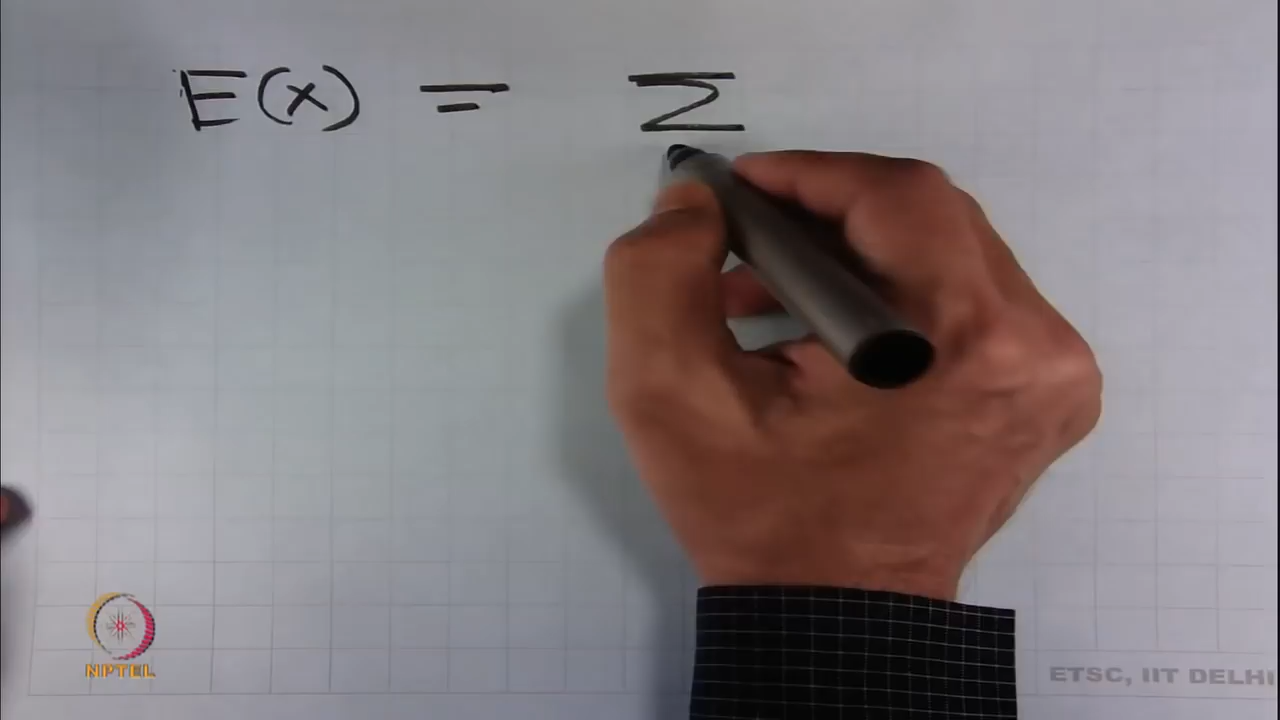 E(x) = Σ
NPTEL
ETSC, IIT DELHI